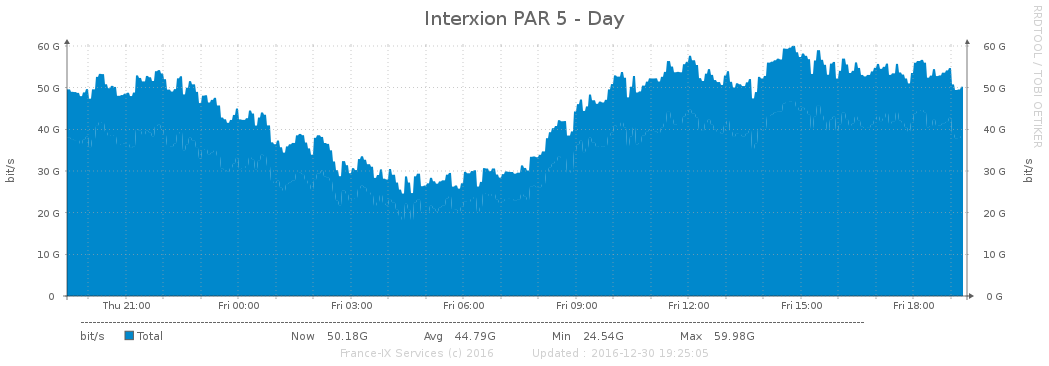 Interxion PAR 5 - Day
RRDTOOL / TOBI OETIKER
60 G 60 G
50 G 50 G
40 G 40 G
30 G 30 G
20 G 20 G
10 G 10 G
0 0 G
bit/s bit/s
Thu 21:00 Fri 00:00 Fri 03:00 Fri 06:00 Fri 09:00 Fri 12:00 Fri 15:00 Fri 18:00
bit/s Total Now 50.18G Avg 44.79G Min 24.54G Max 59.98G
France-IX Services (c) 2016 Updated : 2016-12-30 19:25:05